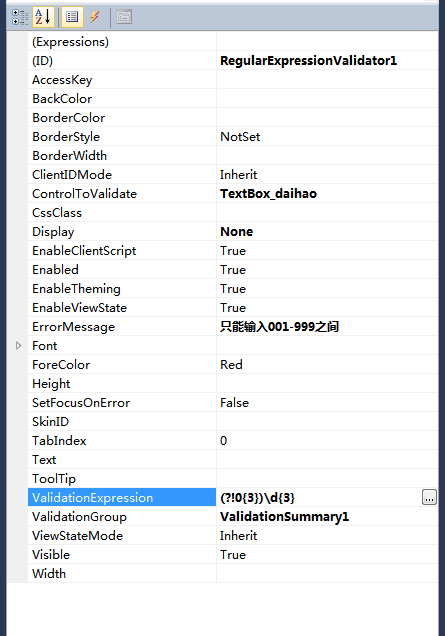 (Expressions)
(ID) RegularExpressionValidator1
AccessKey
BackColor
BorderColor
BorderStyle NotSet
BorderWidth
ClientIDMode Inherit
ControlToValidate TextBox_daihao
CssClass
Display None
EnableClientScript True
Enabled True
EnableTheming True
EnableViewState True
ErrorMessage 只能输入001-999之间
Font
ForeColor Red
Height
SetFocusOnError False
SkinID
TabIndex 0
Text
ToolTip
ValidationExpression (?!0{3})\d{3} ...
ValidationGroup ValidationSummary1
ViewStateMode Inherit
Visible True
Width